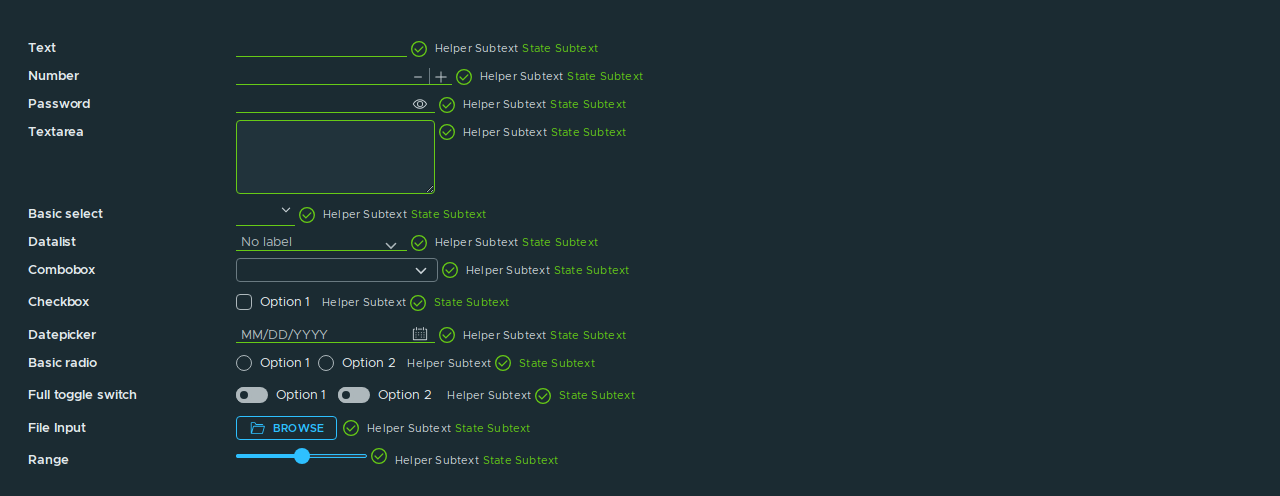 Text Helper Subtext State Subtext
Number Helper Subtext State Subtext
Password Helper Subtext State Subtext
Textarea Helper Subtext State Subtext
Basic select Helper Subtext State Subtext
Datalist No label Helper Subtext State Subtext
Combobox Helper Subtext State Subtext
Checkbox Option 1 Helper Subtext State Subtext
Datepicker MM/DD/YYYY Helper Subtext State Subtext
Basic radio Option 1 Option 2 Helper Subtext State Subtext
Full toggle switch Option 1 Option 2 Helper Subtext State Subtext
File Input BROWSE Helper Subtext State Subtext
Range Helper Subtext State Subtext